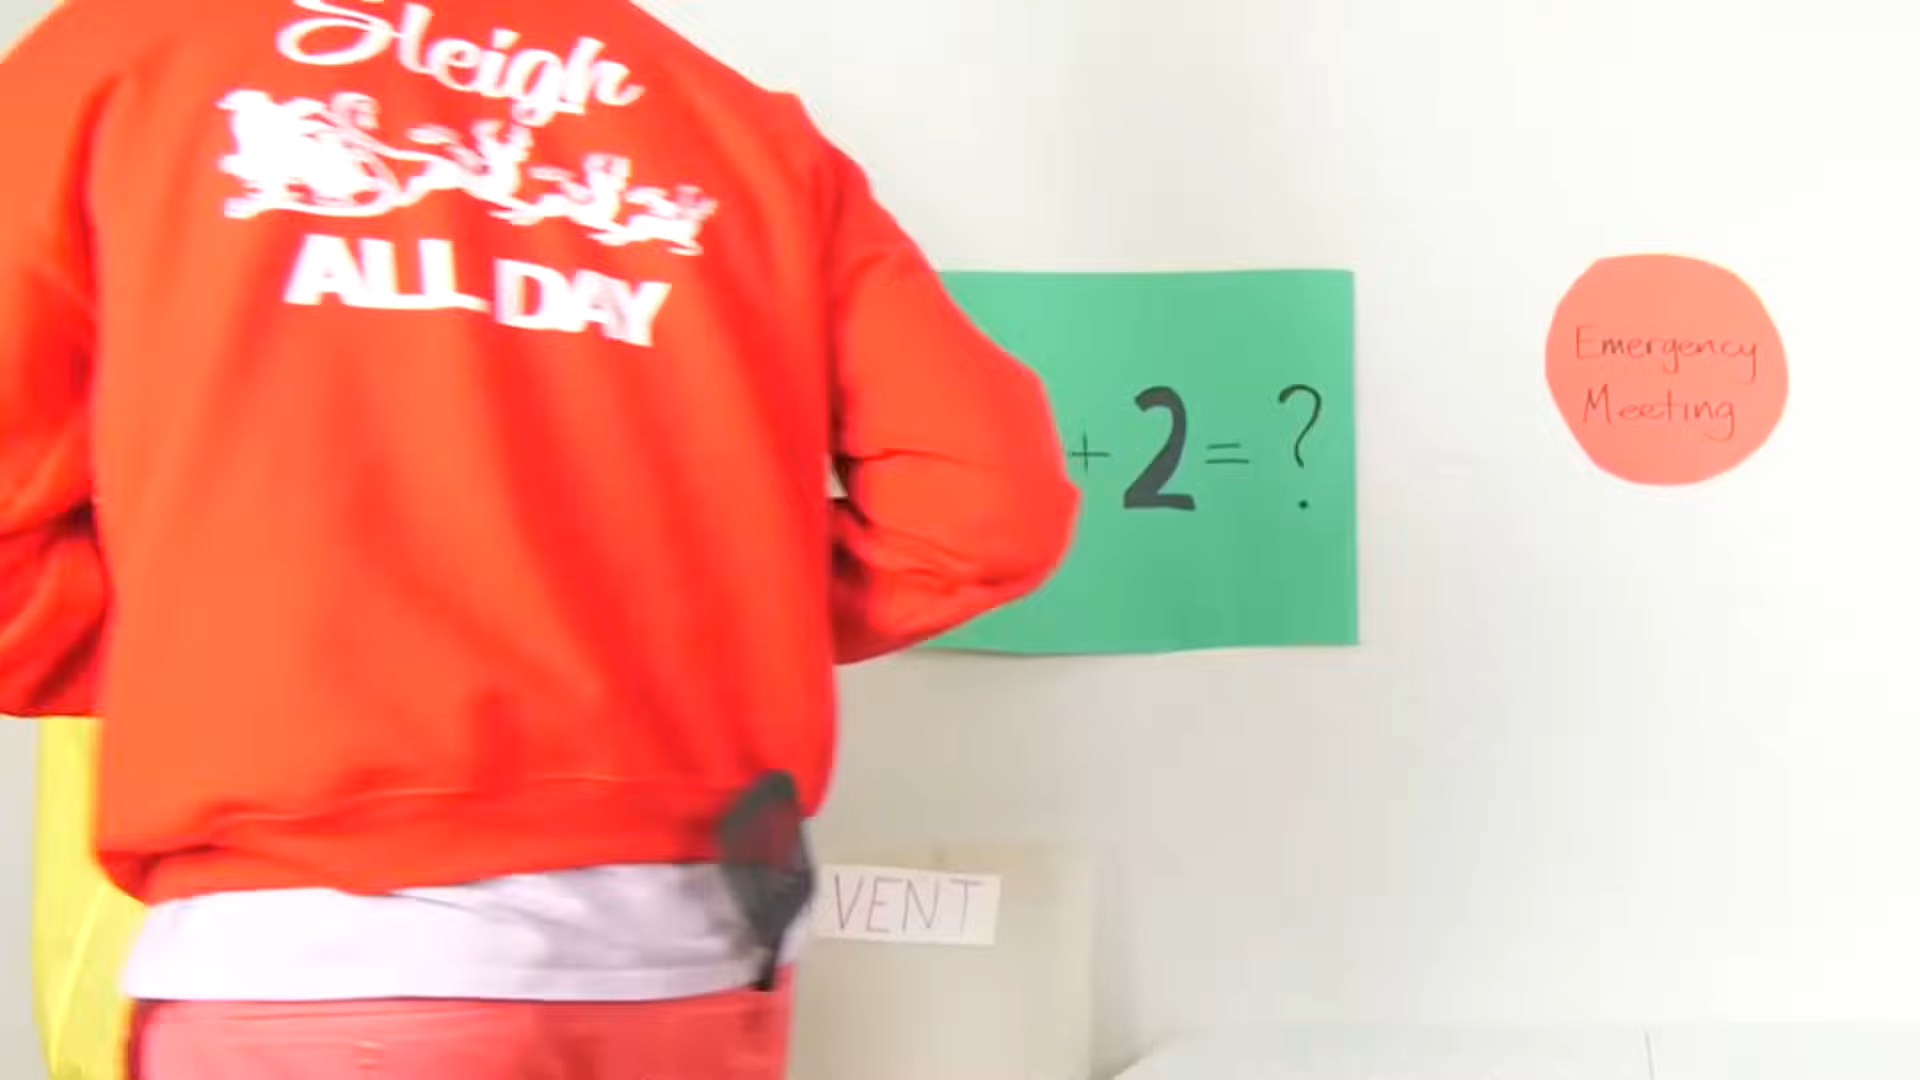 Sleigh
ALL DAY
+ 2 = ?
Emergency
Meeting
VENT